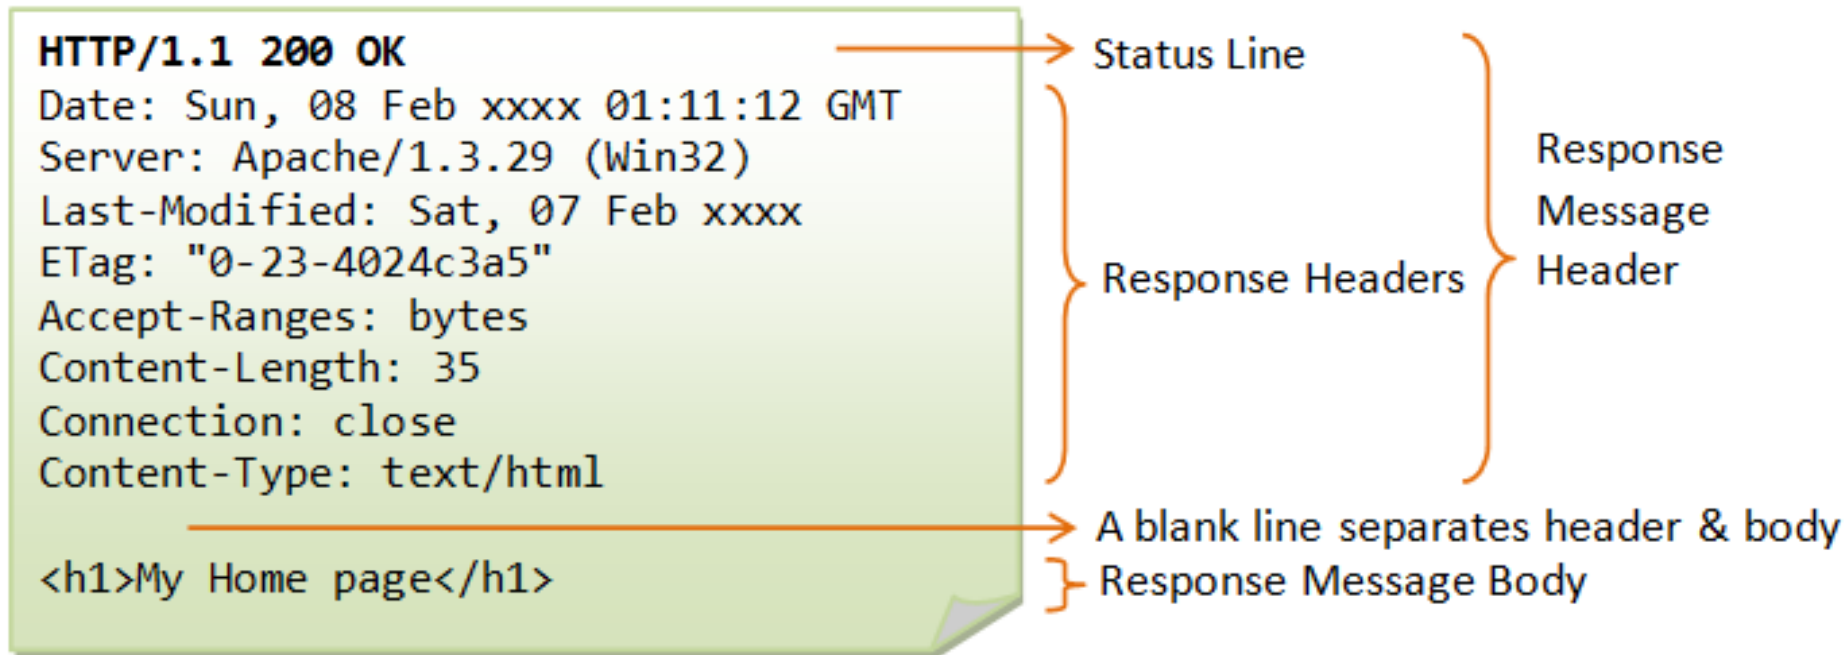 HTTP/1.1 200 OK
Date: Sun, 08 Feb xxxx 01:11:12 GMT
Server: Apache/1.3.29 (Win32)
Last-Modified: Sat, 07 Feb xxxx
ETag: "0-23-4024c3a5"
Accept-Ranges: bytes
Content-Length: 35
Connection: close
Content-Type: text/html
<h1>My Home page</h1>
Status Line
Response Headers
Response
Message
Header
A blank line separates header & body
Response Message Body